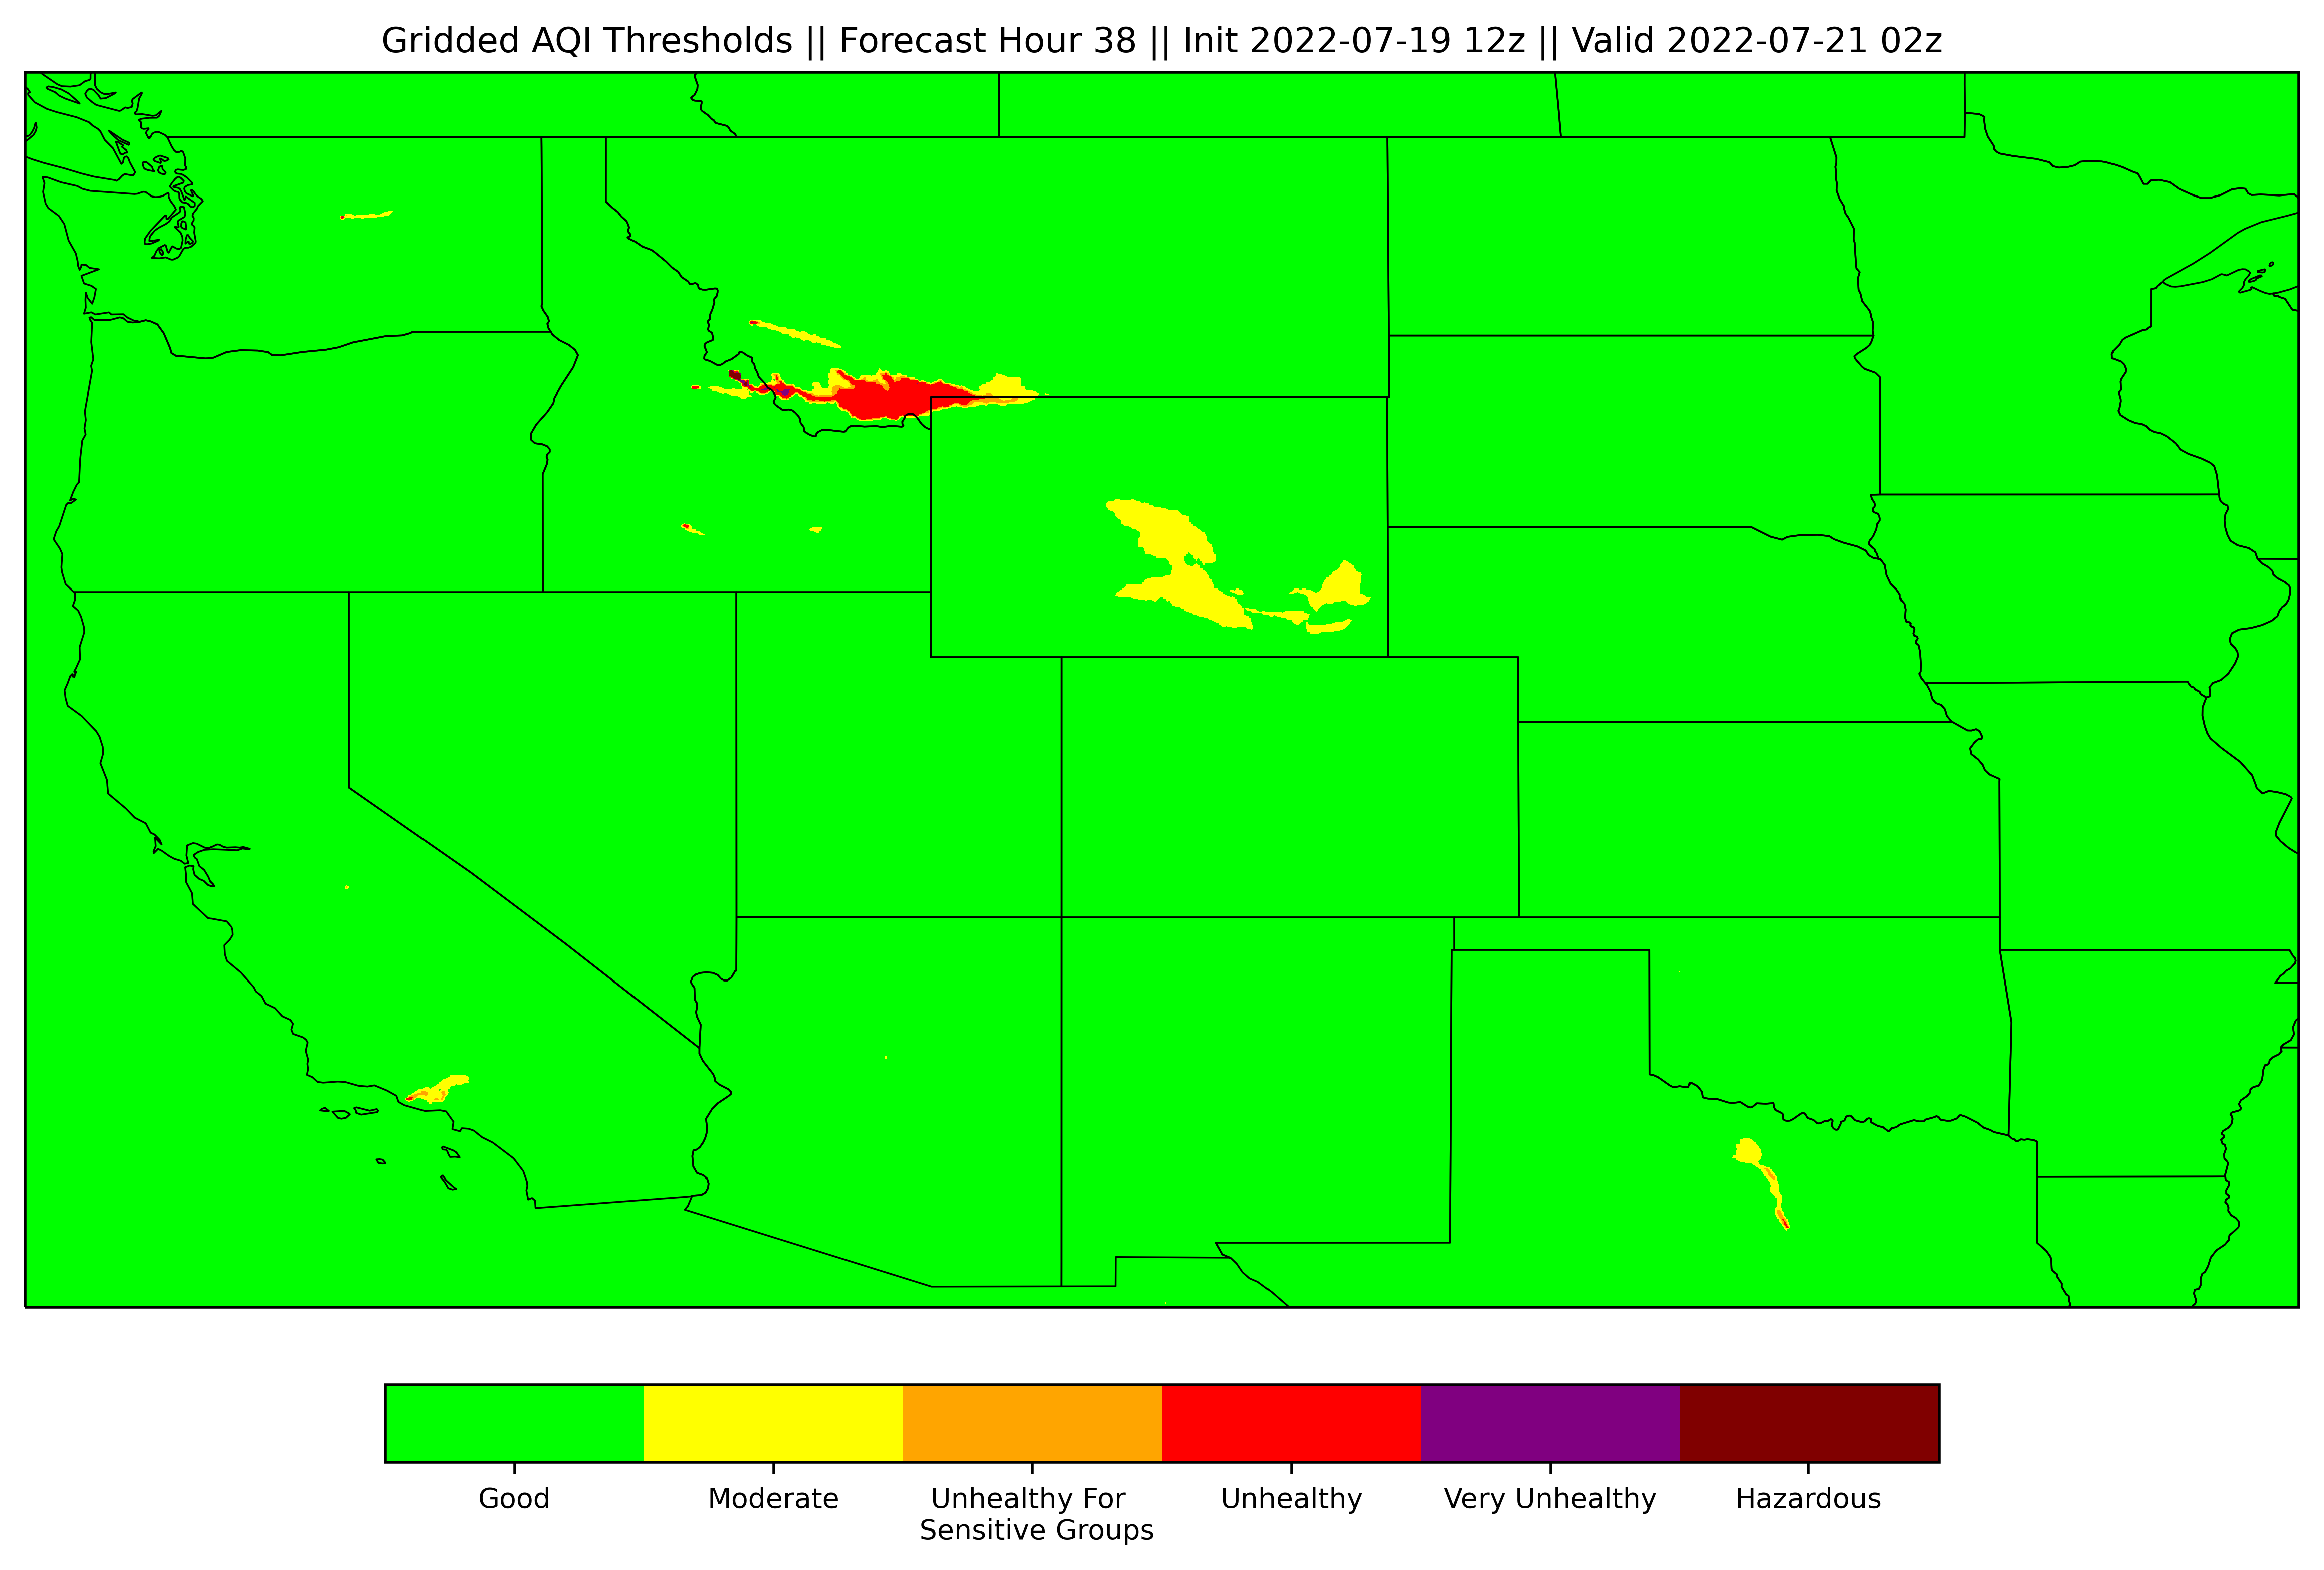 Gridded AQI Thresholds || Forecast Hour 38 || Init 2022-07-19 12z || Valid 2022-07-21 02z
Good
Moderate
Unhealthy For
Sensitive Groups
Unhealthy
Very Unhealthy
Hazardous